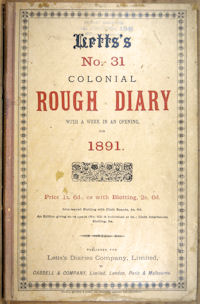 Letts's
No. 31
COLONIAL
ROUGH DIARY
WITH A WEEK IN AN OPENING,
FOR
1891.
Price 1s. 6d., or with Blotting, 2s. 0d.
PUBLISHED FOR
Letts's Diaries Company, Limited,
CASSELL & COMPANY, Limited, London, Paris & Melbourne.